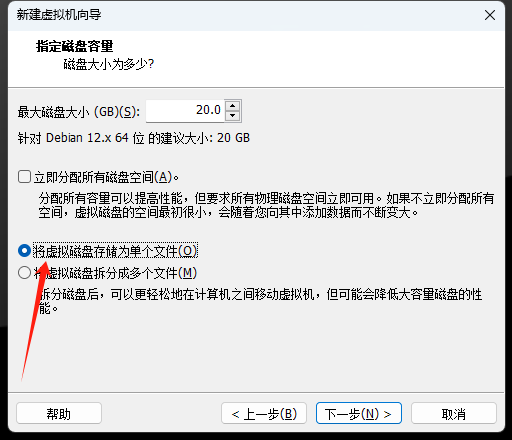 新建虚拟机向导
指定磁盘容量
磁盘大小为多少?
最大磁盘大小 (GB)(S): 20.0
针对 Debian 12.x 64 位 的建议大小: 20 GB
立即分配所有磁盘空间(A)。
分配所有容量可以提高性能，但要求所有物理磁盘空间立即可用。如果不立即分配所有
空间，虚拟磁盘的空间最初很小，会随着您向其中添加数据而不断变大。
将虚拟磁盘存储为单个文件(O)
将虚拟磁盘拆分成多个文件(M)
拆分磁盘后，可以更轻松地在计算机之间移动虚拟机，但可能会降低大容量磁盘的性
能。
帮助 < 上一步(B) 下一步(N) > 取消